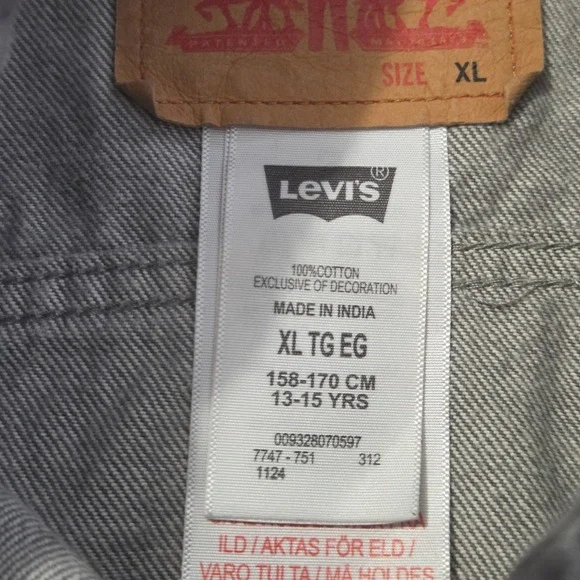 SIZE XL
LEVI'S ®
100%COTTON
EXCLUSIVE OF DECORATION
MADE IN INDIA
XL TG EG
158-170 CM
13-15 YRS
009328070597
7747 - 751 312
1124
ILD / AKTAS FÖR ELD /
VARO TULTA / MÅ HOLDES